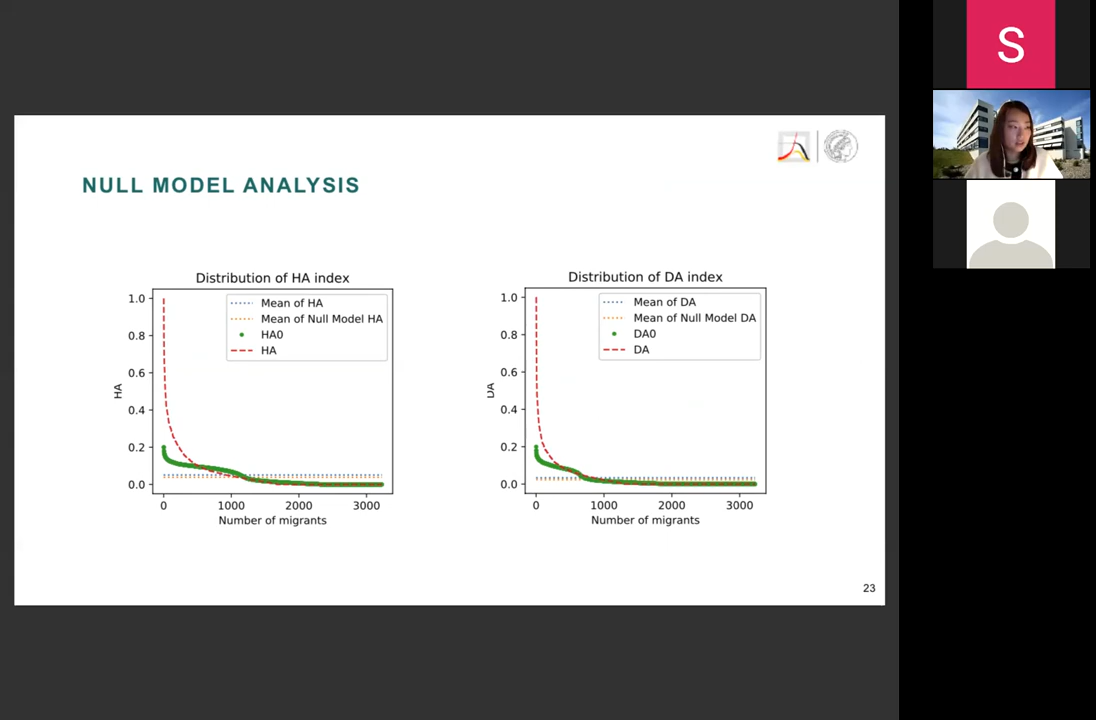 S
NULL MODEL ANALYSIS
Distribution of HA index
Mean of HA
Mean of Null Model HA
HA0
HA
HA
1.0
0.8
0.6
0.4
0.2
0.0
0 1000 2000 3000
Number of migrants
Distribution of DA index
Mean of DA
Mean of Null Model DA
DA0
DA
DA
1.0
0.8
0.6
0.4
0.2
0.0
0 1000 2000 3000
Number of migrants
23